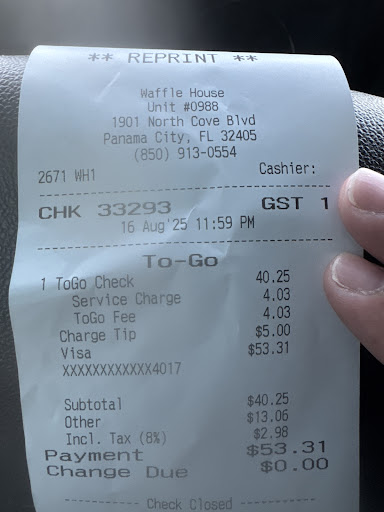 ** REPRINT **
Waffle House
Unit #0988
1901 North Cove Blvd
Panama City, FL 32405
(850) 913-0554
2671 WH1 Cashier:
CHK 33293 GST 1
16 Aug'25 11:59 PM
To-Go
1 ToGo Check 40.25
Service Charge 4.03
ToGo Fee 4.03
Charge Tip $5.00
Visa $53.31
XXXXXXXXXXXX4017
Subtotal $40.25
Other $13.06
Incl. Tax (8%) $2.98
Payment $53.31
Change Due $0.00
---------- Check Closed ----------